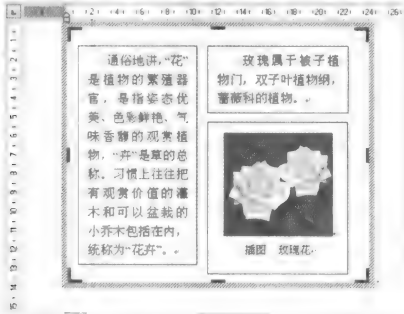 通俗地讲，“花”
是植物的繁殖器
官，是指姿态优
美、色彩鲜艳、气
味香馥的观赏植
物，“卉”是草的总
称。习惯上往往把
有观赏价值的灌
木和可以盆栽的
小乔木包括在内，
统称为“花卉”。
玫瑰属于被子植
物门，双子叶植物纲，
蔷薇科的植物。
插图 玫瑰花